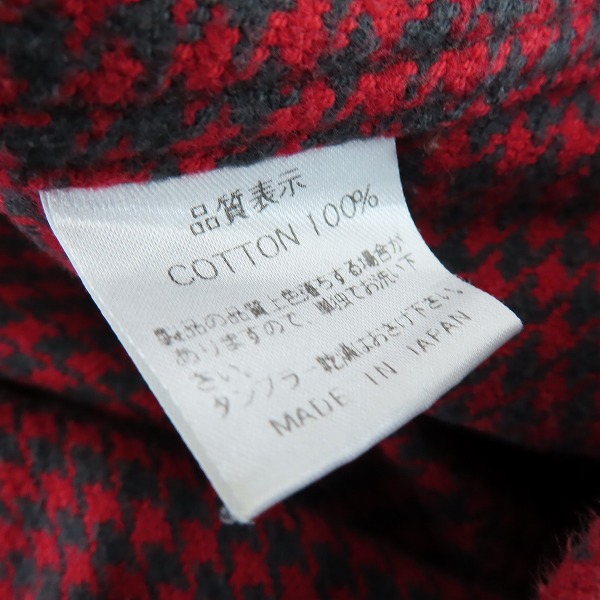 品質表示
COTTON 100%
製品の品質上色落ちする場合が
ありますので、単独でお洗い下
さい。
タンブラー乾燥はおさけ下さい。
MADE IN JAPAN